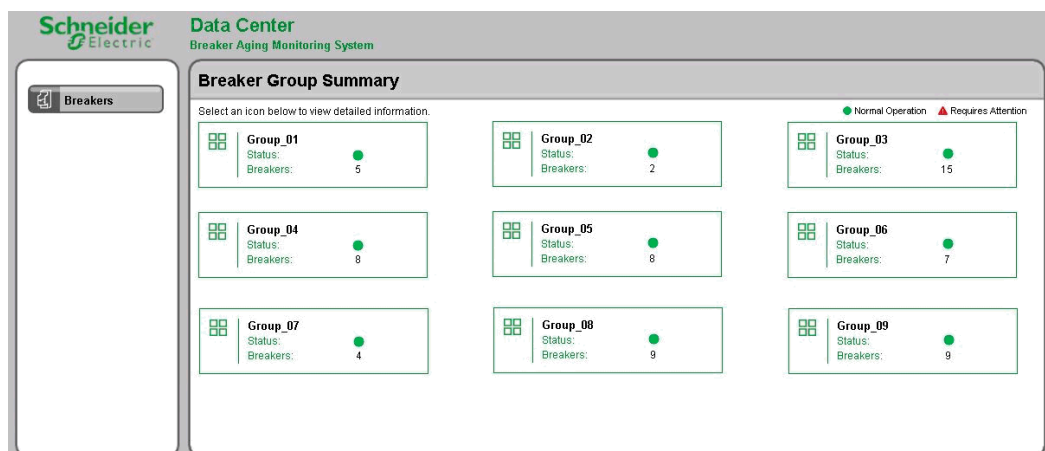 Schneider
Electric
Data Center
Breaker Aging Monitoring System
Breakers
Breaker Group Summary
Select an icon below to view detailed information.
Normal Operation
Requires Attention
Group_01
Status:
Breakers: 5
Group_02
Status:
Breakers: 2
Group_03
Status:
Breakers: 15
Group_04
Status:
Breakers: 8
Group_05
Status:
Breakers: 8
Group_06
Status:
Breakers: 7
Group_07
Status:
Breakers: 4
Group_08
Status:
Breakers: 9
Group_09
Status:
Breakers: 9